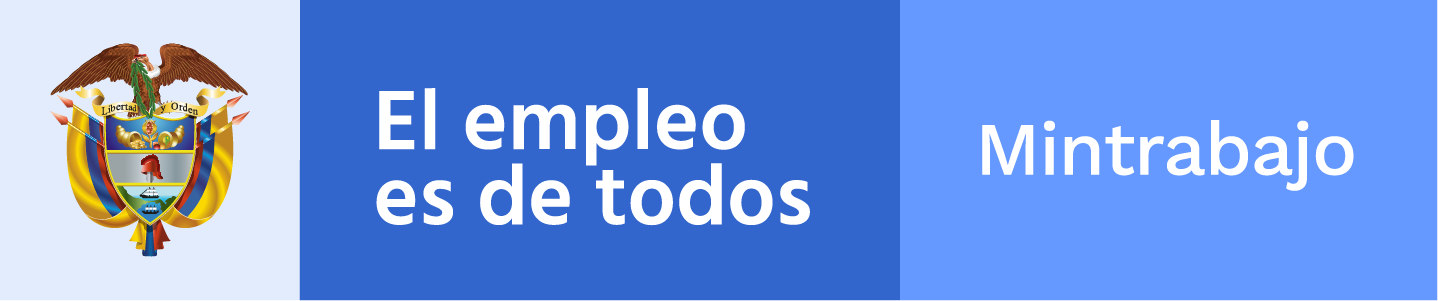 Libertad y Orden
El empleo
es de todos
Mintrabajo